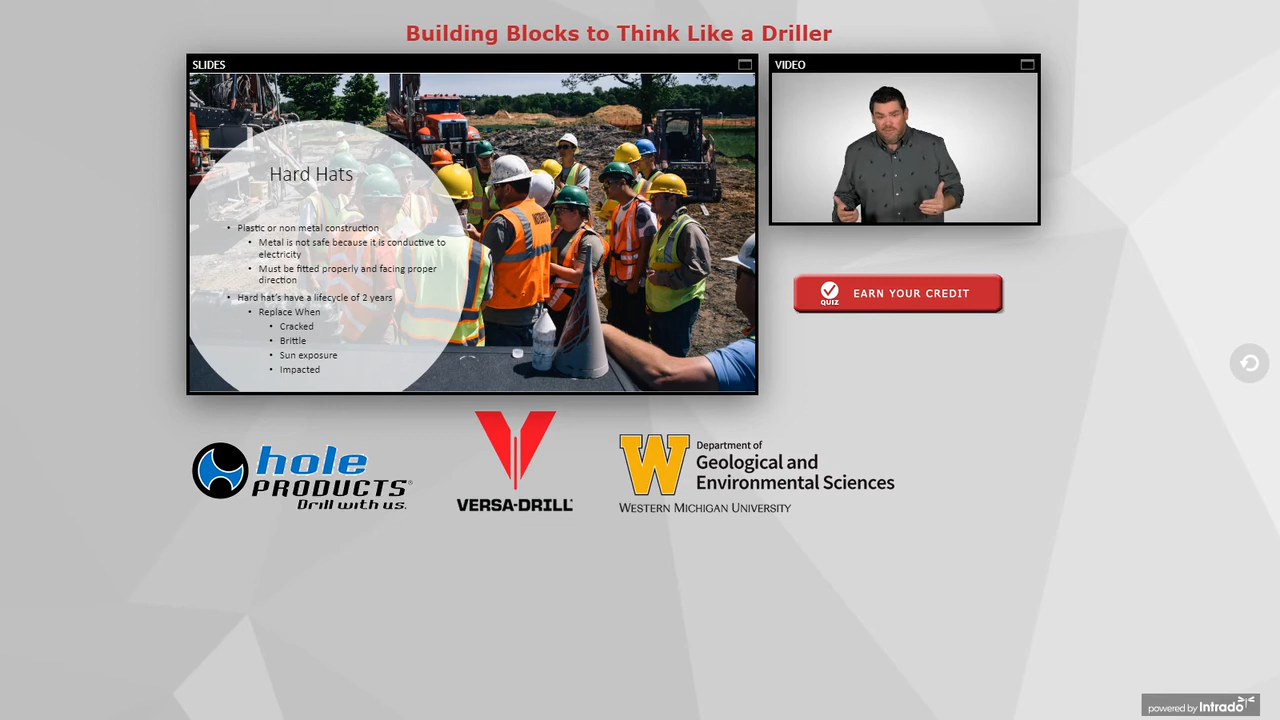 Building Blocks to Think Like a Driller
SLIDES
VIDEO
Hard Hats
• Plastic or non metal construction
• Metal is not safe because it is conductive to
electricity
• Must be fitted properly and facing proper
direction
• Hard hat's have a lifecycle of 2 years
• Replace When
• Cracked
• Brittle
• Sun exposure
• Impacted
QUIZ
EARN YOUR CREDIT
hole
PRODUCTS®
Drill with us.
VERSA-DRILL
W
Department of
Geological and
Environmental Sciences
WESTERN MICHIGAN UNIVERSITY
powered by Intrado